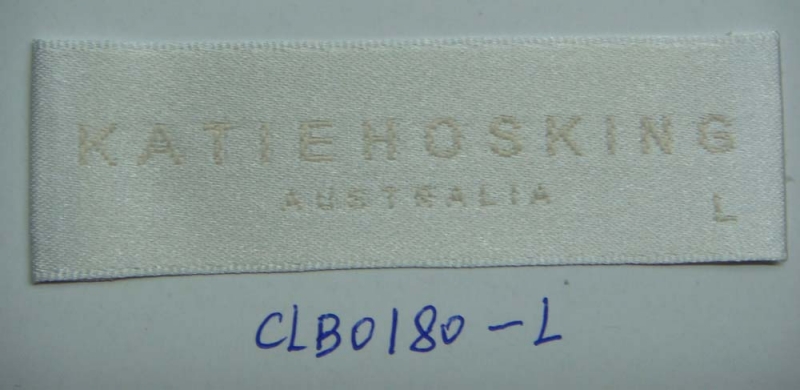 KATIEHOSKING
AUSTRALIA
L
CLB0180-L